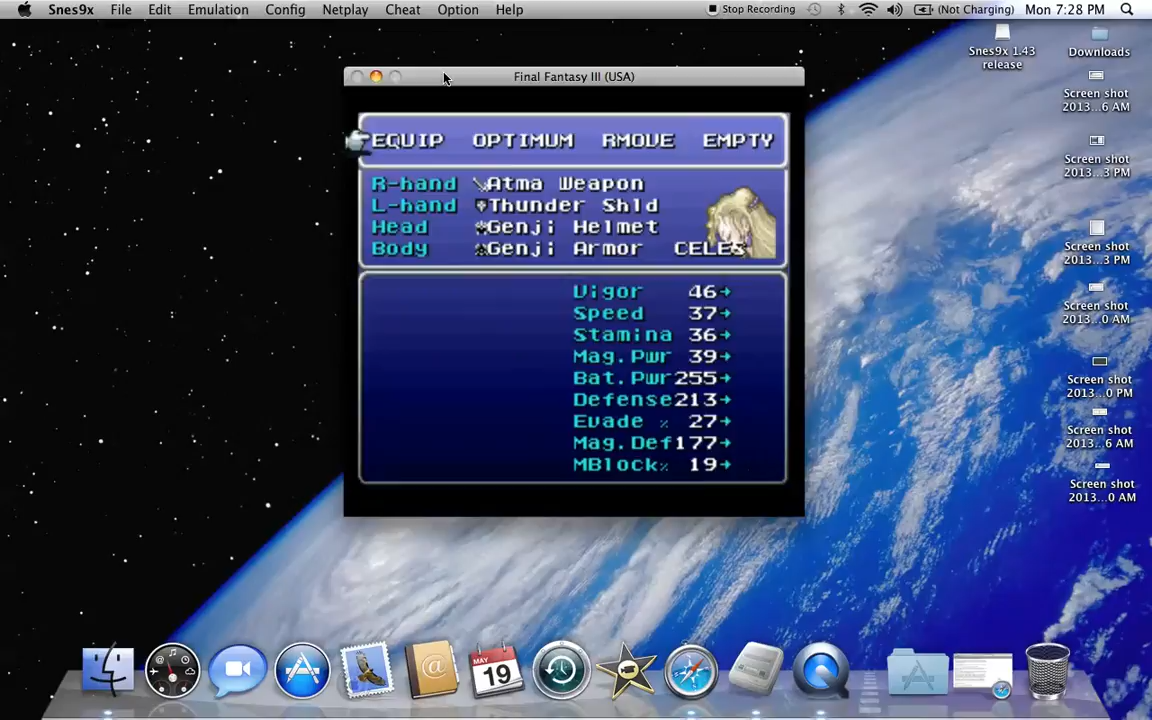 Snes9x File Edit Emulation Config Netplay Cheat Option Help Stop Recording (Not Charging) Mon 7:28 PM
Final Fantasy III (USA)
EQUIP OPTIMUM RMOVE EMPTY
R-hand Atma Weapon
L-hand Thunder Shld
Head Genji Helmet
Body Genji Armor CELES
Vigor 46→
Speed 37→
Stamina 36→
Mag.Pwr 39→
Bat.Pwr 255→
Defense 213→
Evade % 27→
Mag.Def 177→
MBlock% 19→
Snes9x 1.43
release
Downloads
Screen shot
2013...6 AM
Screen shot
2013...3 PM
Screen shot
2013...3 PM
Screen shot
2013...0 AM
Screen shot
2013...0 PM
Screen shot
2013...6 AM
Screen shot
2013...0 AM
MAY
19